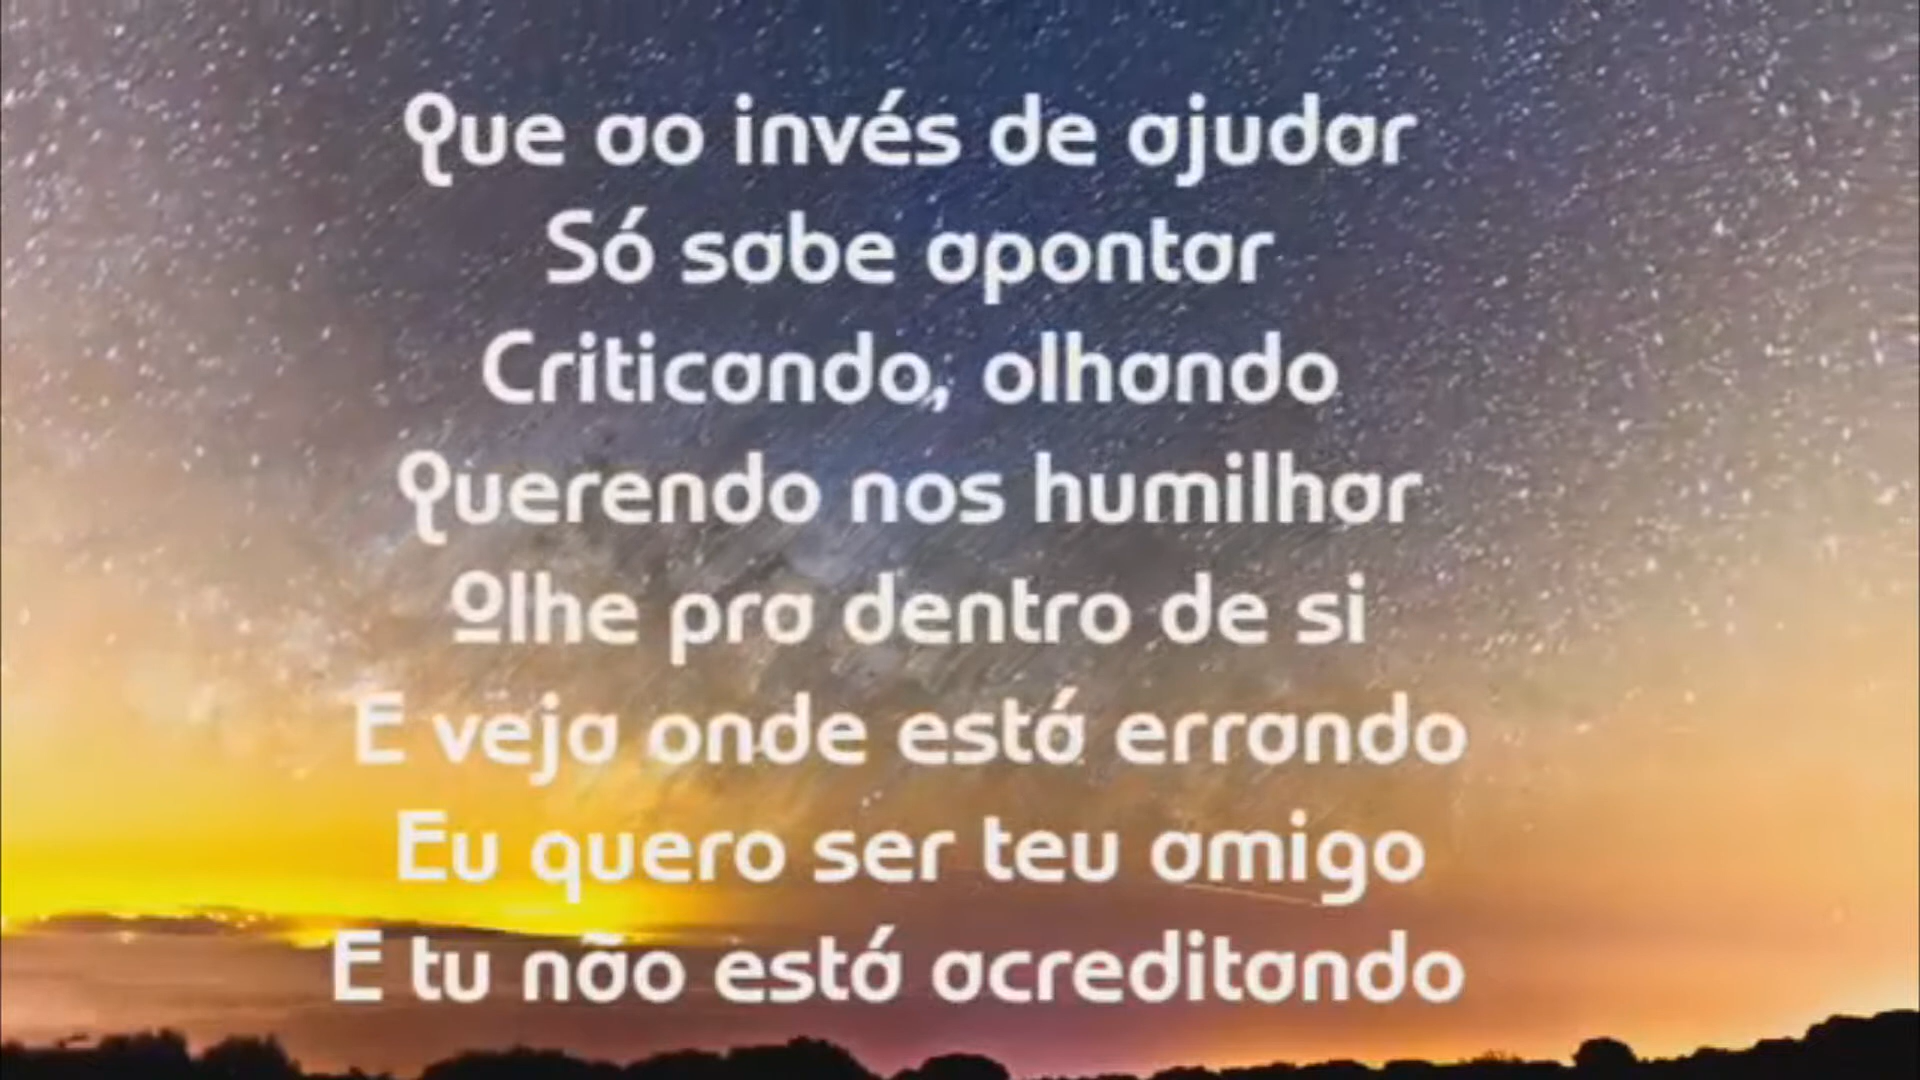 Que ao invés de ajudar
Só sabe apontar
Criticando, olhando
Querendo nos humilhar
Olhe pra dentro de si
E veja onde está errando
Eu quero ser teu amigo
E tu não está acreditando